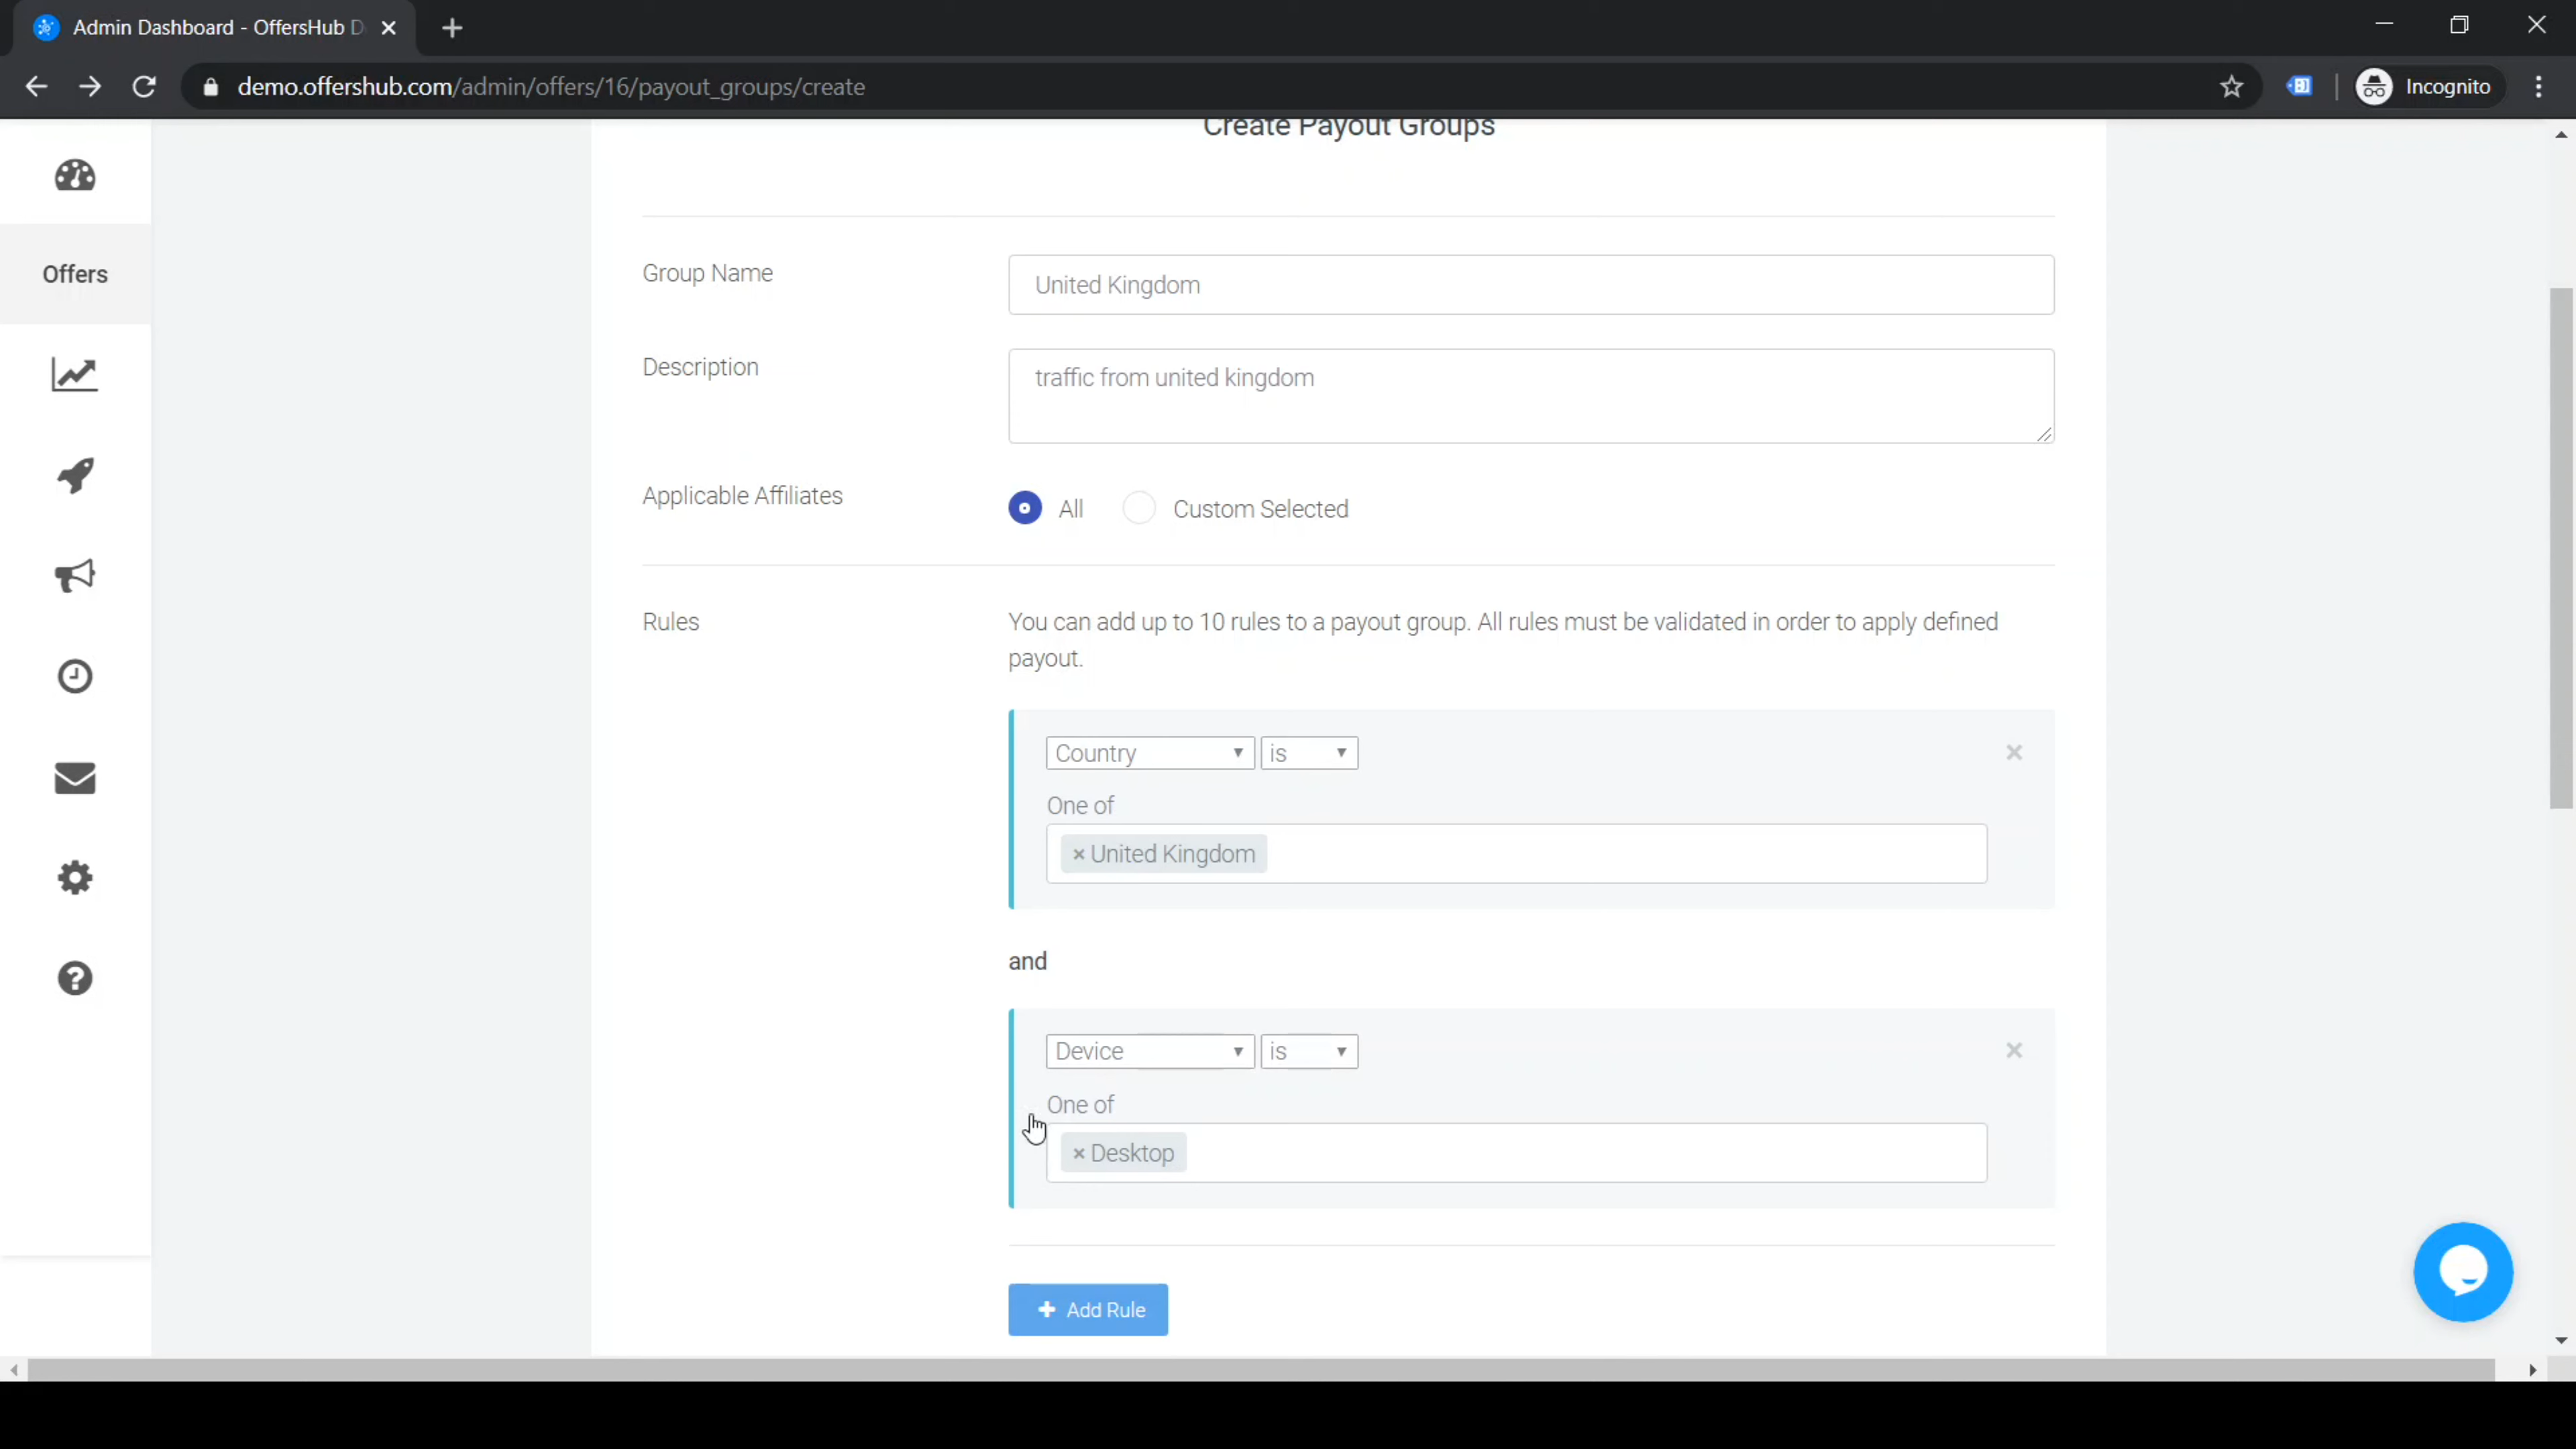 Admin Dashboard - OffersHub D
demo.offershub.com/admin/offers/16/payout_groups/create
Incognito
Create Payout Groups
Offers
Group Name
United Kingdom
Description
traffic from united kingdom
Applicable Affiliates
All
Custom Selected
Rules
You can add up to 10 rules to a payout group. All rules must be validated in order to apply defined
payout.
Country
is
One of
× United Kingdom
and
Device
is
One of
× Desktop
+ Add Rule